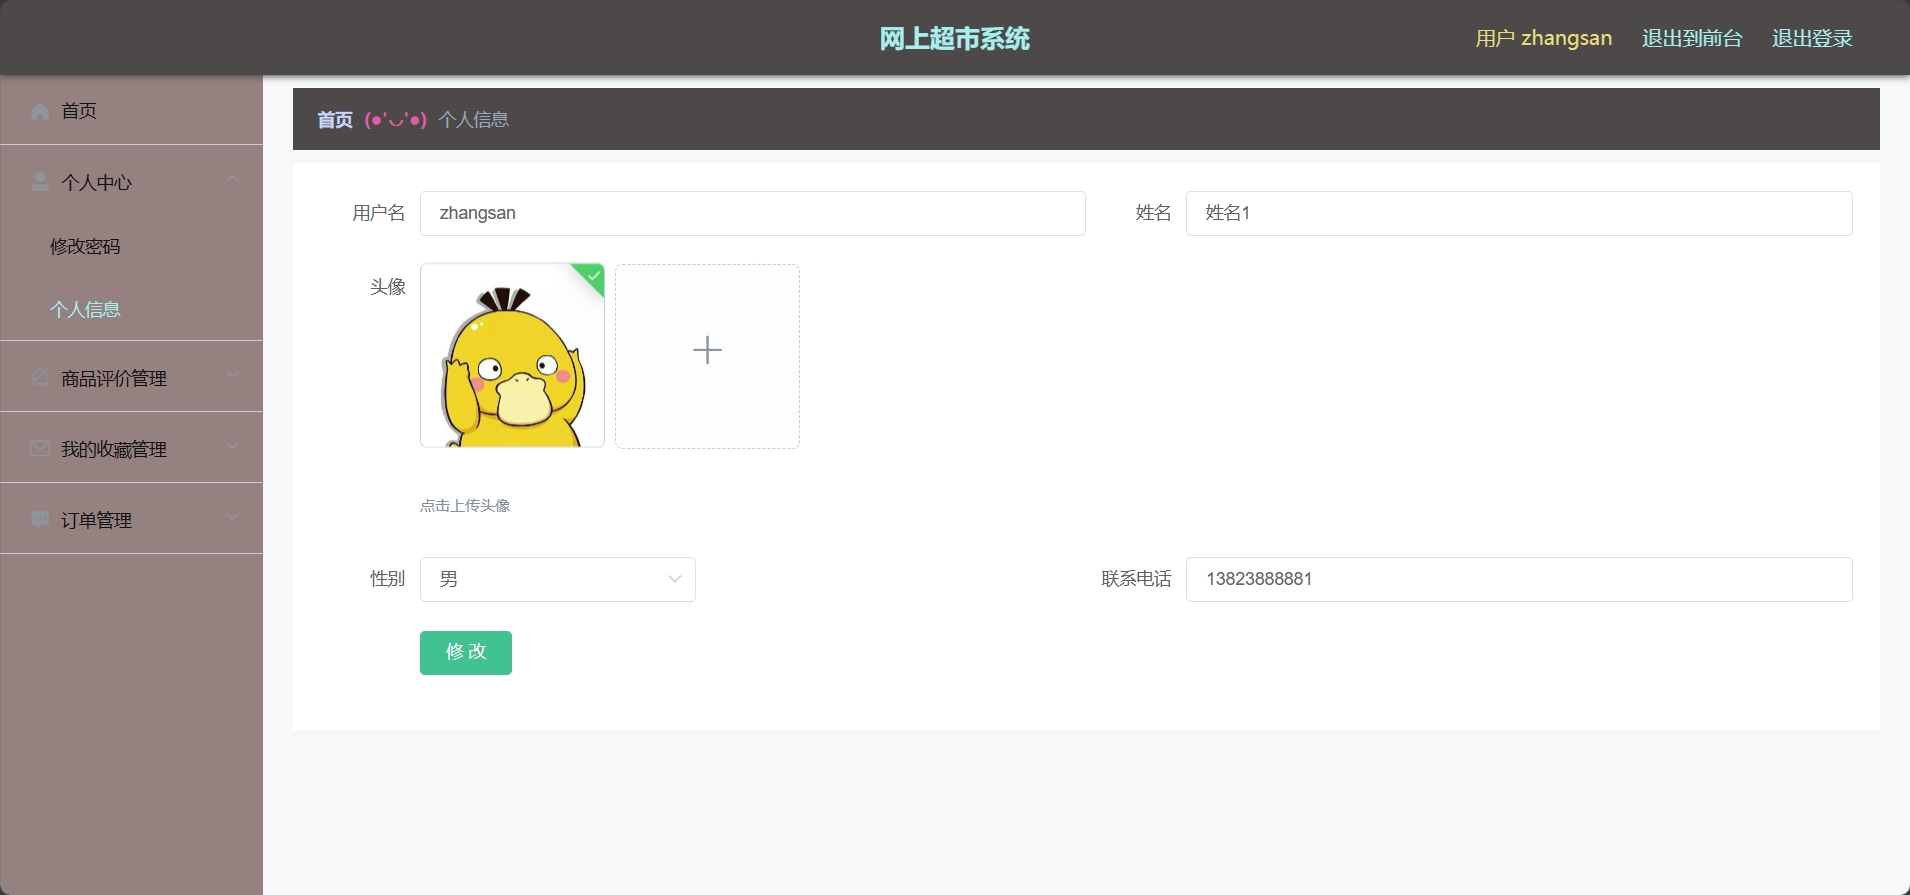 网上超市系统
用户 zhangsan 退出到前台 退出登录
首页
个人中心
修改密码
个人信息
商品评价管理
我的收藏管理
订单管理
首页 (●'◡'●) 个人信息
用户名 zhangsan 姓名 姓名1
头像
点击上传头像
性别 男 联系电话 13823888881
修 改